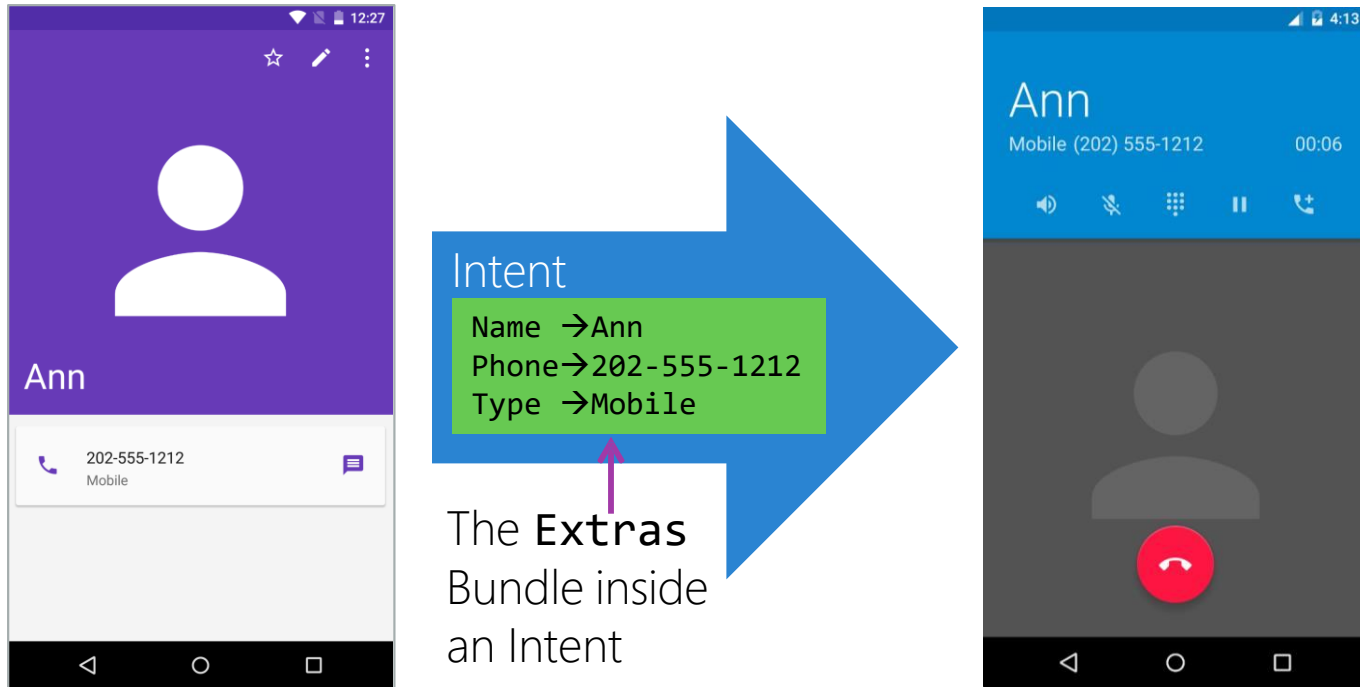 12:27
Ann
202-555-1212
Mobile
Intent
Name →Ann
Phone→202-555-1212
Type →Mobile
The Extras
Bundle inside
an Intent
4:13
Ann
Mobile (202) 555-1212 00:06